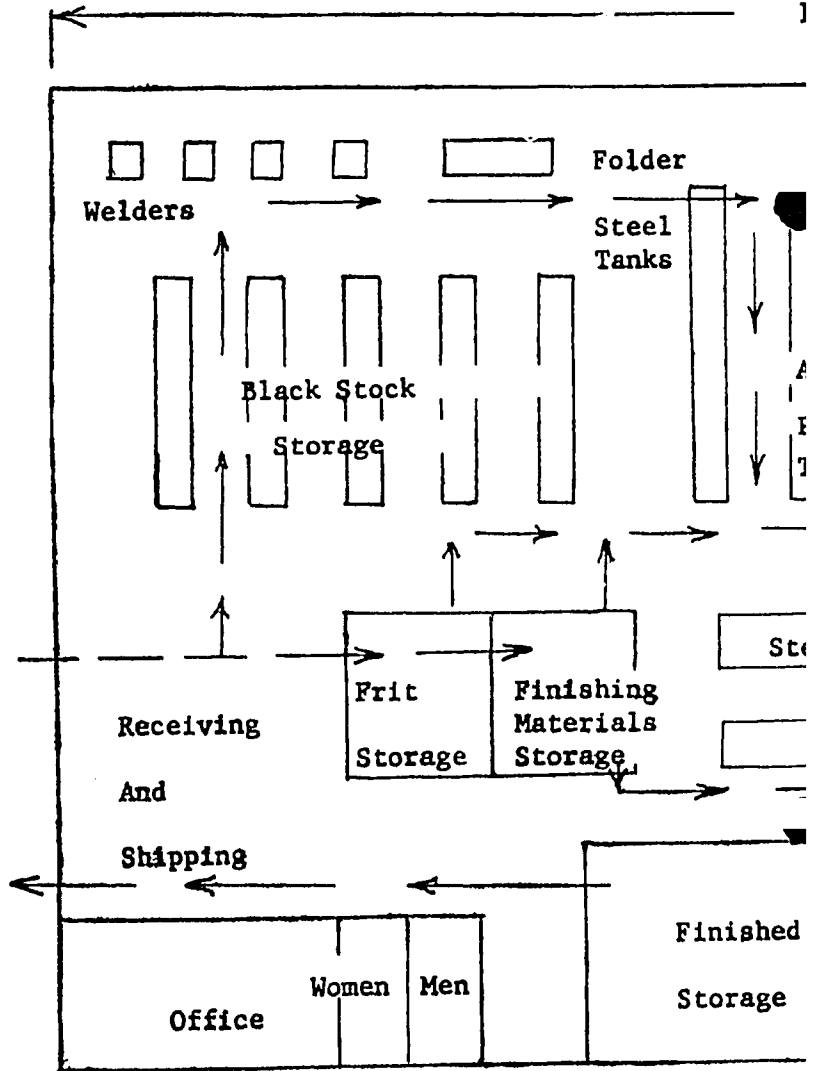 Folder
Welders
Steel
Tanks
Black Stock
Storage
Frit
Storage
Finishing
Materials
Storage
Receiving
And
Shipping
Finished
Storage
Women
Men
Office